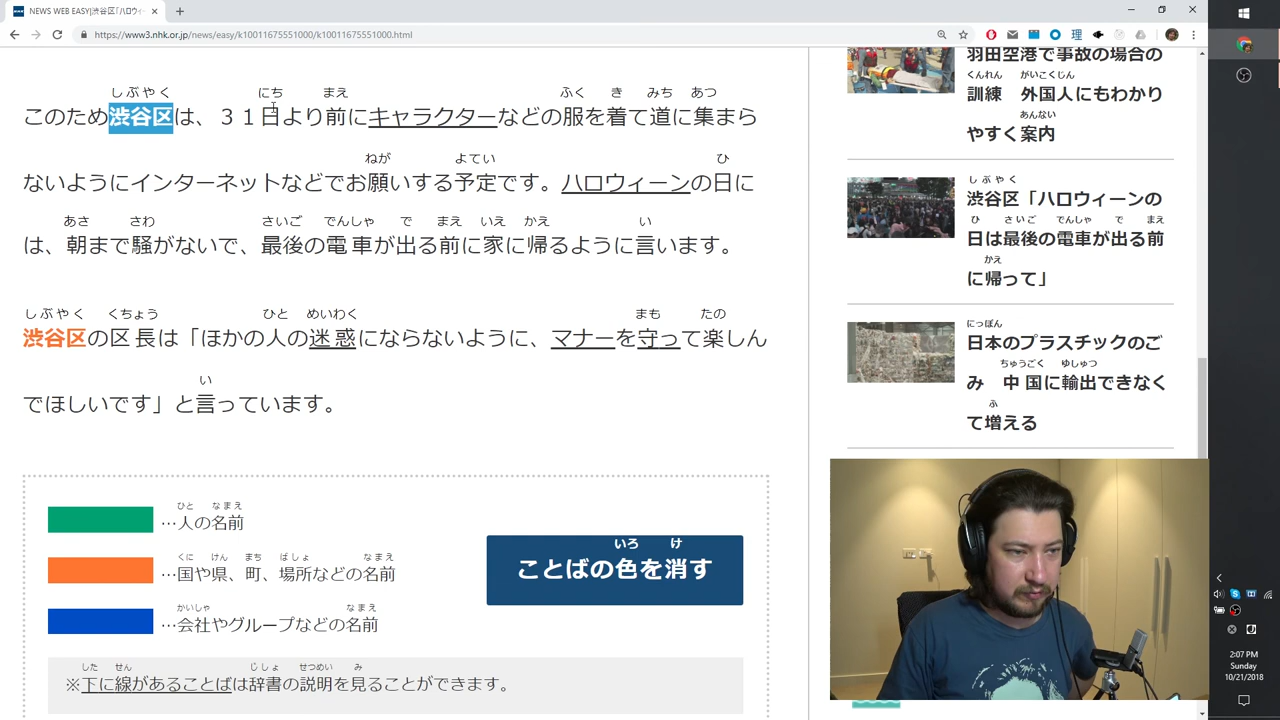 NEWS WEB EASY|渋谷区「ハロウィ
https://www3.nhk.or.jp/news/easy/k10011675551000/k10011675551000.html
しぶやく にち まえ ふく き みち あつ
このため渋谷区は、３１日より前にキャラクターなどの服を着て道に集まら
ねが よてい ひ
ないようにインターネットなどでお願いする予定です。ハロウィーンの日に
あさ さわ さいご でんしゃ で まえ いえ かえ い
は、朝まで騒がないで、最後の電車が出る前に家に帰るように言います。
しぶやく くちょう ひと めいわく まも たの
渋谷区の区長は「ほかの人の迷惑にならないように、マナーを守って楽しん
い
でほしいです」と言っています。
ひと なまえ
…人の名前
くに けん まち ばしょ なまえ
…国や県、町、場所などの名前
かいしゃ なまえ
…会社やグループなどの名前
いろ け
ことばの色を消す
した せん じしょ せつめい み
※下に線があることばは辞書の説明を見ることができます。
羽田空港で事故の場合の
くんれん がいこくじん
訓練 外国人にもわかり
あんない
やすく案内
しぶやく
渋谷区「ハロウィーンの
ひ さいご でんしゃ で まえ
日は最後の電車が出る前
かえ
に帰って」
にっぽん
日本のプラスチックのご
ちゅうごく ゆしゅつ
み 中国に輸出できなく
ふ
て増える
理
2:07 PM
Sunday
10/21/2018